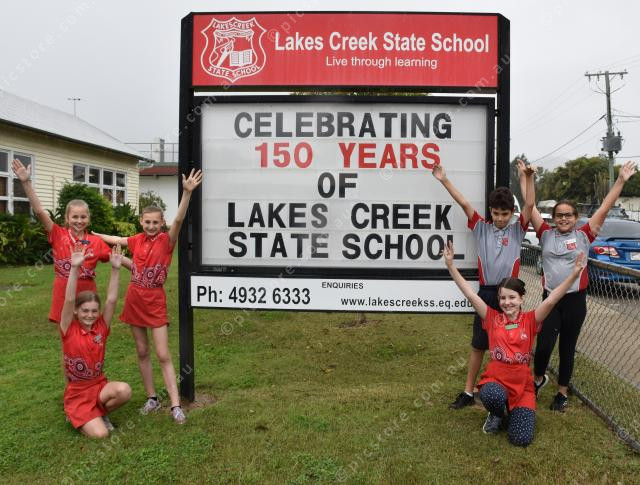 LAKESCREEK
STATE SCHOOL
Lakes Creek State School
Live through learning
CELEBRATING
150 YEARS
OF
LAKES CREEK
STATE SCHOOL
ENQUIRIES
Ph: 4932 6333
www.lakescreekss.eq.edu